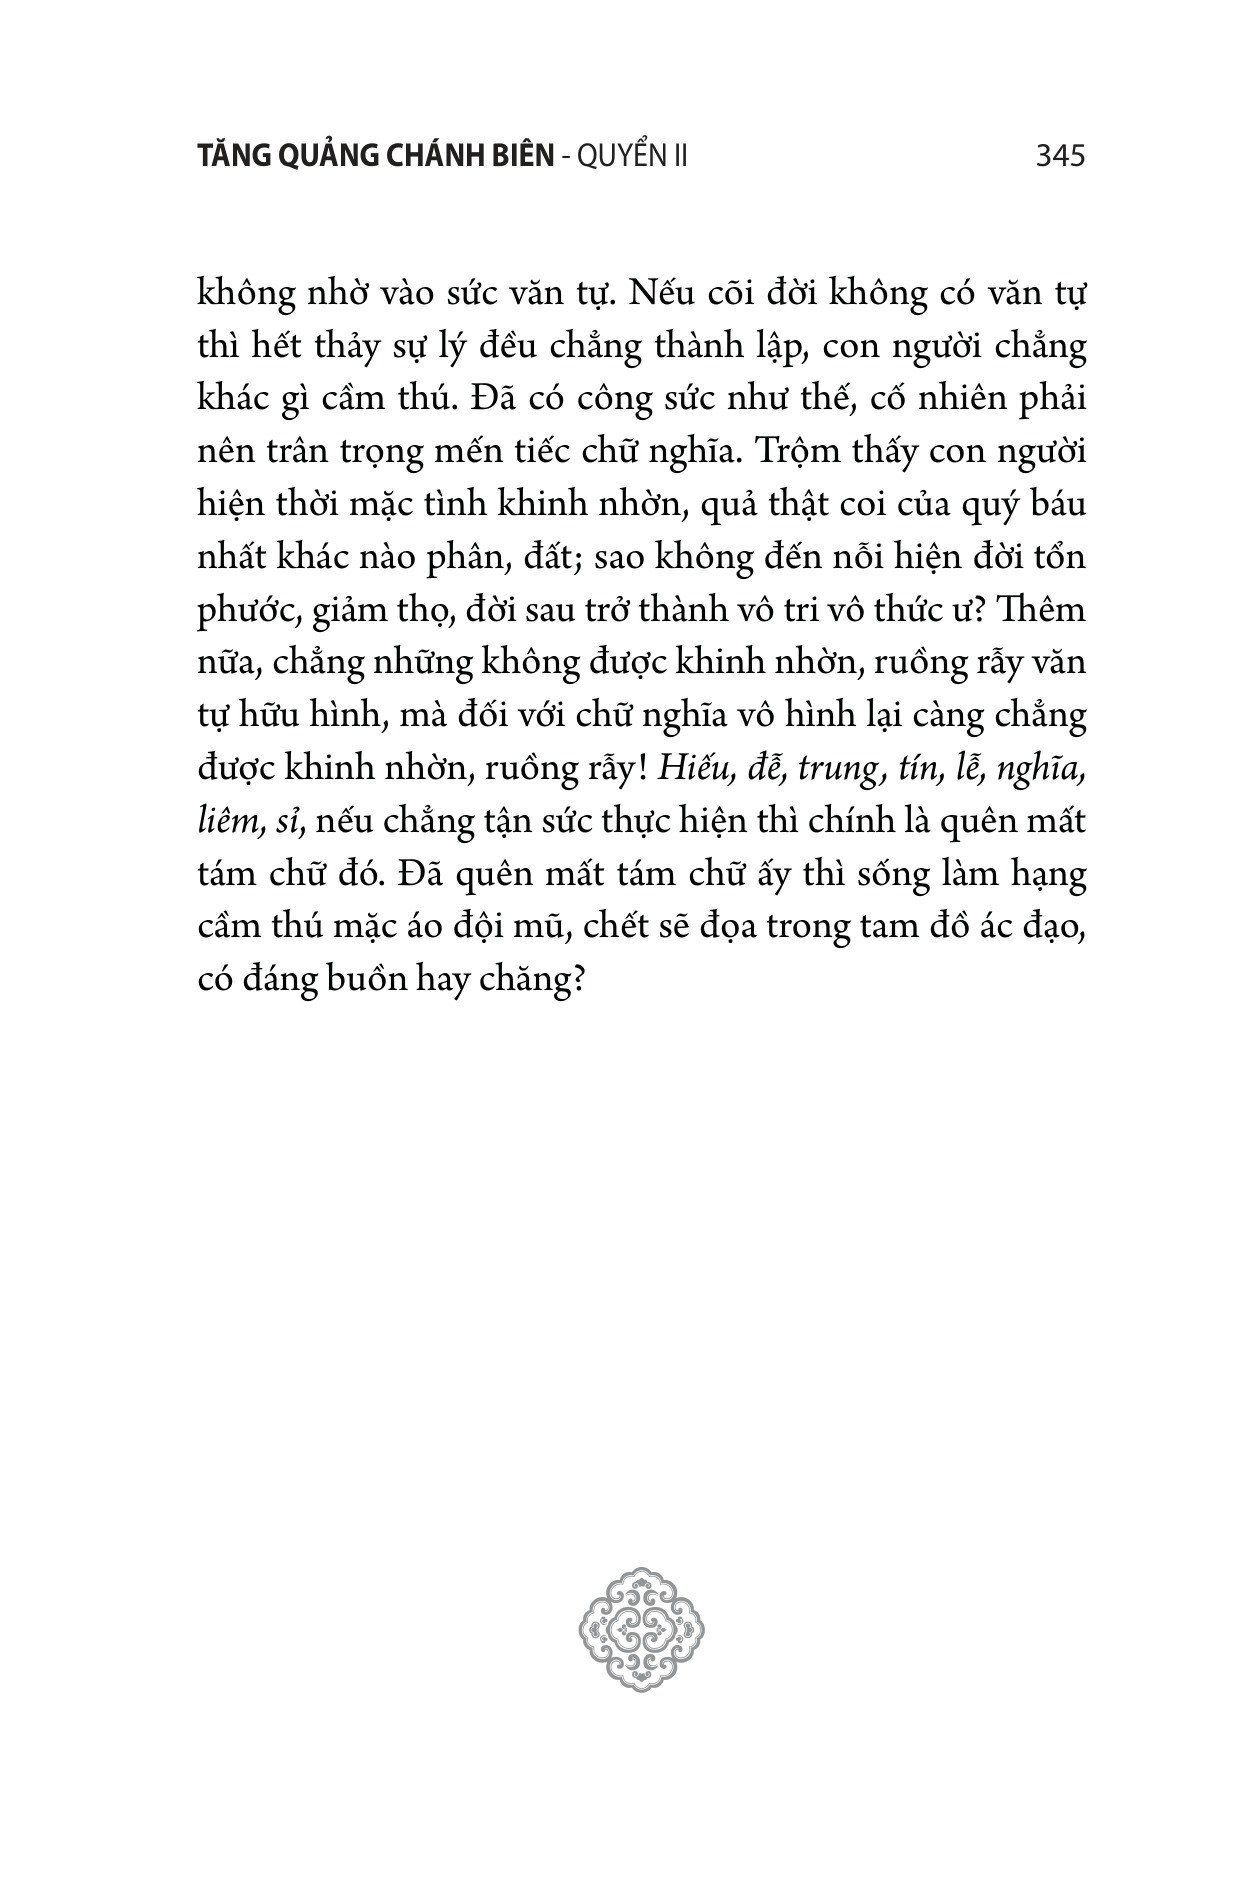 TĂNG QUẢNG CHÁNH BIÊN - QUYỂN II 345
không nhờ vào sức văn tự. Nếu cõi đời không có văn tự
thì hết thảy sự lý đều chẳng thành lập, con người chẳng
khác gì cầm thú. Đã có công sức như thế, cố nhiên phải
nên trân trọng mến tiếc chữ nghĩa. Trộm thấy con người
hiện thời mặc tình khinh nhờn, quả thật coi của quý báu
nhất khác nào phân, đất; sao không đến nỗi hiện đời tổn
phước, giảm thọ, đời sau trở thành vô tri vô thức ư? Thêm
nữa, chẳng những không được khinh nhờn, ruồng rẫy văn
tự hữu hình, mà đối với chữ nghĩa vô hình lại càng chẳng
được khinh nhờn, ruồng rẫy! Hiếu, đễ, trung, tín, lễ, nghĩa,
liêm, sỉ, nếu chẳng tận sức thực hiện thì chính là quên mất
tám chữ đó. Đã quên mất tám chữ ấy thì sống làm hạng
cầm thú mặc áo đội mũ, chết sẽ đọa trong tam đồ ác đạo,
có đáng buồn hay chăng?